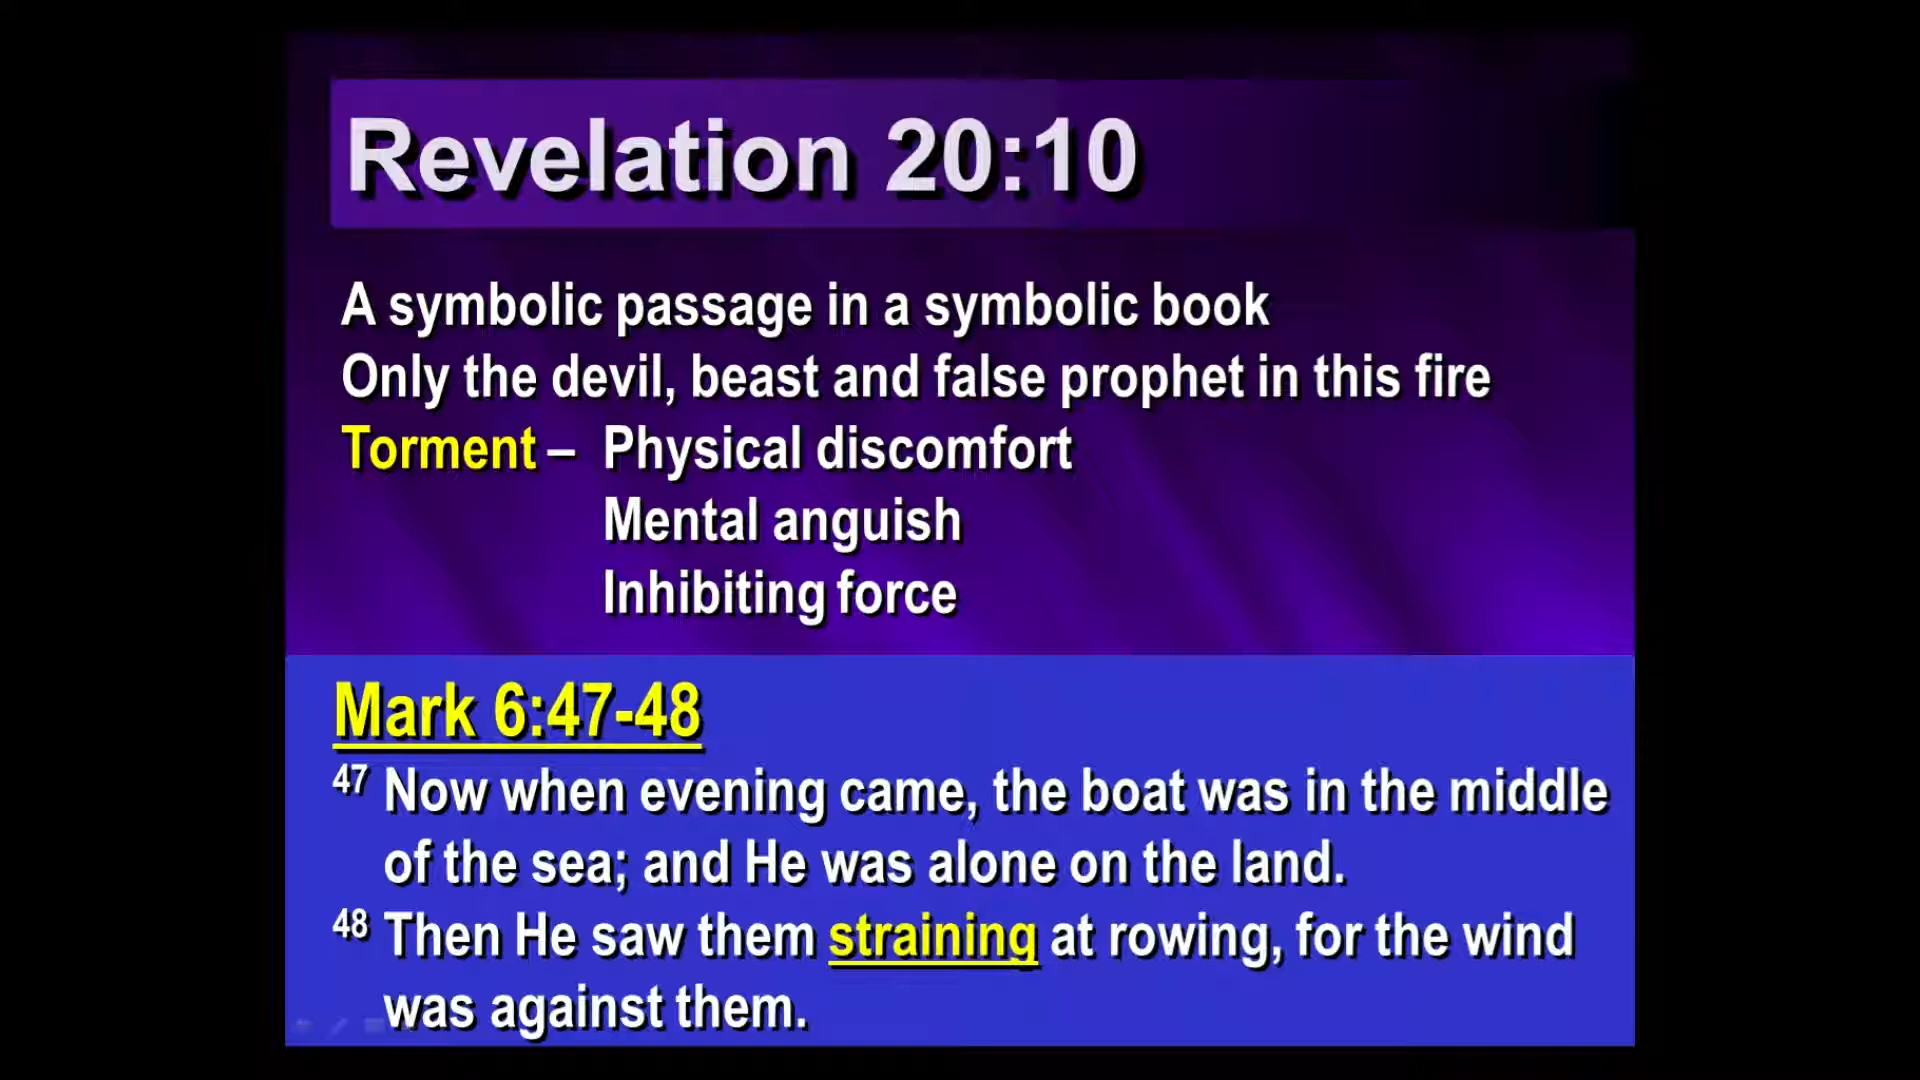 Revelation 20:10
A symbolic passage in a symbolic book
Only the devil, beast and false prophet in this fire
Torment – Physical discomfort
Mental anguish
Inhibiting force
Mark 6:47-48
47 Now when evening came, the boat was in the middle
of the sea; and He was alone on the land.
48 Then He saw them straining at rowing, for the wind
was against them.